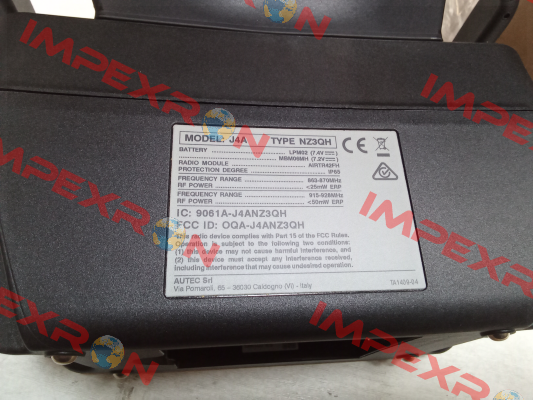 MODEL: J4A TYPE NZ3QH
BATTERY LPM02 (7.4V⎓)
MBM06MH (7.2V⎓)
RADIO MODULE A2RTR42FH
PROTECTION DEGREE IP65
FREQUENCY RANGE 863-870MHz
RF POWER <25mW ERP
FREQUENCY RANGE 915-928MHz
RF POWER <50mW ERP
IC: 9061A-J4ANZ3QH
FCC ID: OQA-J4ANZ3QH
This radio device complies with Part 15 of the FCC Rules.
Operation is subject to the following two conditions:
(1) This device may not cause harmful interference, and
(2) this device must accept any interference received,
including interference that may cause undesired operation.
AUTEC Srl
Via Pomaroli, 65 - 36030 Caldogno (VI) - Italy
IMPEXRON
IMPEXRON
IMPEXRON
IMPEXRON
IMPEXRON